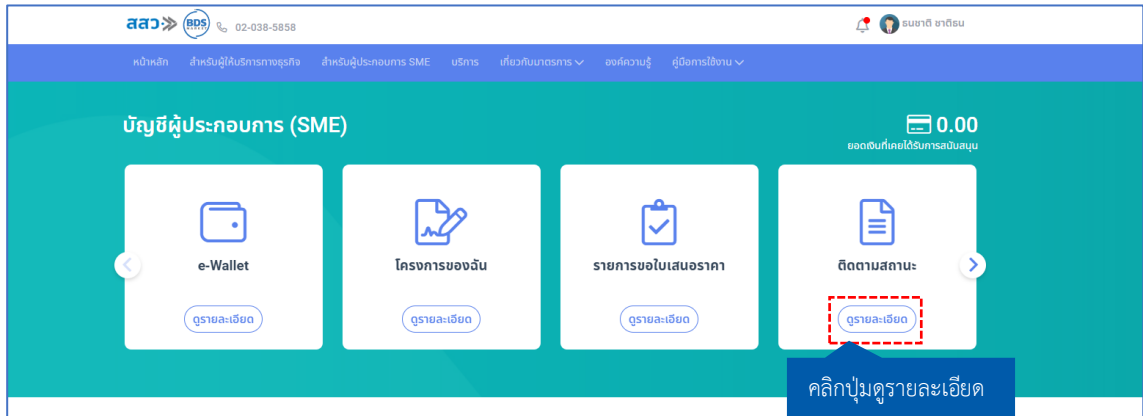 สสว. BDS 02-038-5858 ธนชาติ ชาติธน
หน้าหลัก สำหรับผู้ให้บริการทางธุรกิจ สำหรับผู้ประกอบการ SME บริการ เกี่ยวกับมาตรการ องค์ความรู้ คู่มือการใช้งาน
บัญชีผู้ประกอบการ (SME) 0.00
ยอดเงินที่เคยได้รับการสนับสนุน
e-Wallet โครงการของฉัน รายการขอใบเสนอราคา ติดตามสถานะ
ดูรายละเอียด ดูรายละเอียด ดูรายละเอียด ดูรายละเอียด
คลิกปุ่มดูรายละเอียด